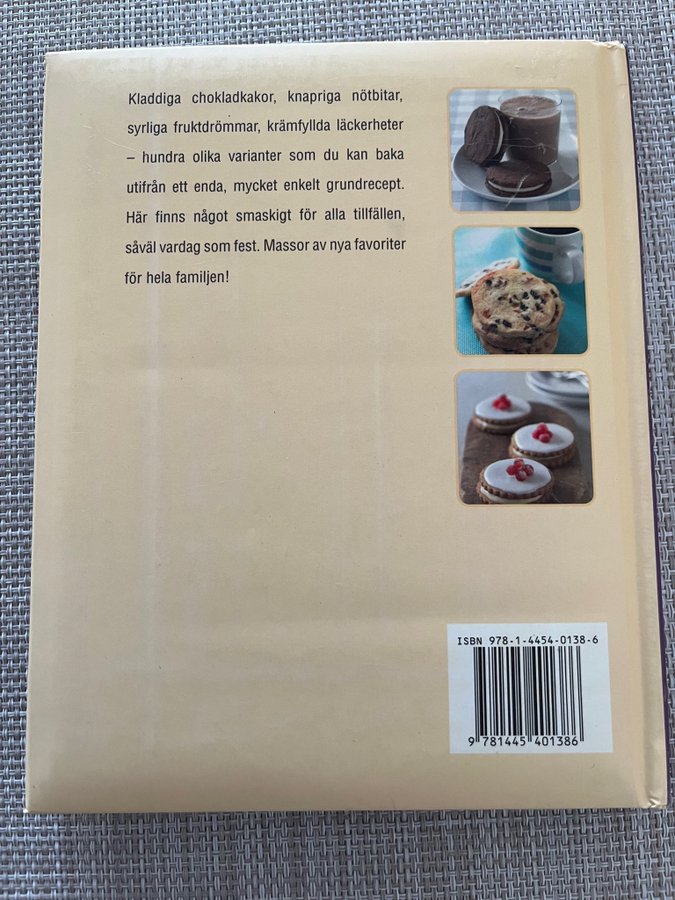 Kladdiga chokladkakor, knapriga nötbitar,
syrliga fruktdrömmar, krämfyllda läckerheter
– hundra olika varianter som du kan baka
utifrån ett enda, mycket enkelt grundrecept.
Här finns något smaskigt för alla tillfällen,
såväl vardag som fest. Massor av nya favoriter
för hela familjen!
ISBN 978-1-4454-0138-6
9 781445 401386